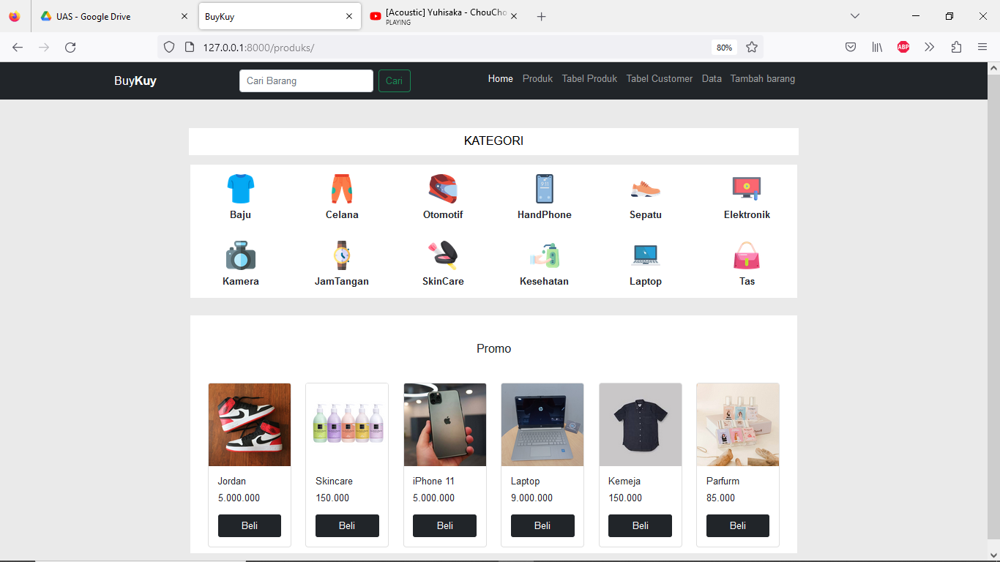 UAS - Google Drive
BuyKuy
[Acoustic] Yuhisaka - ChouCho
PLAYING
127.0.0.1:8000/produks/
80%
ABP
BuyKuy
Cari Barang
Cari
Home Produk Tabel Produk Tabel Customer Data Tambah barang
KATEGORI
9:11
Baju Celana Otomotif HandPhone Sepatu Elektronik
Kamera JamTangan SkinCare Kesehatan Laptop Tas
Promo
Jordan Skincare iPhone 11 Laptop Kemeja Parfurm
5.000.000 150.000 5.000.000 9.000.000 150.000 85.000
Beli Beli Beli Beli Beli Beli